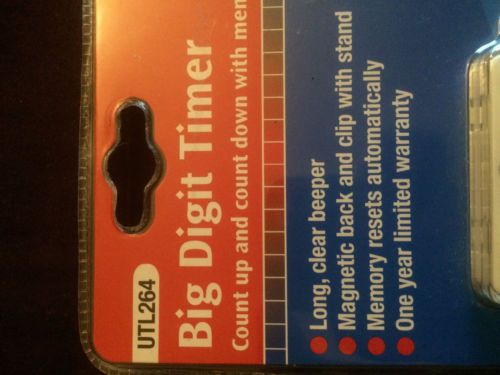 UTL264
Big Digit Timer
Count up and count down with
• Long, clear beeper
• Magnetic back and clip with stand
• Memory resets automatically
• One year limited warranty